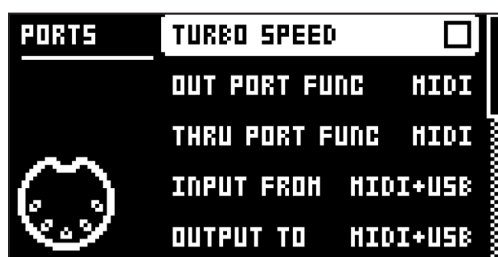 PORTS
TURBO SPEED
OUT PORT FUNC MIDI
THRU PORT FUNC MIDI
INPUT FROM MIDI+USB
OUTPUT TO MIDI+USB